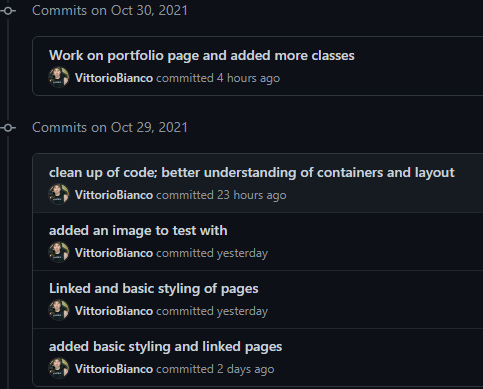 Commits on Oct 30, 2021
Work on portfolio page and added more classes
VittorioBianco committed 4 hours ago
Commits on Oct 29, 2021
clean up of code; better understanding of containers and layout
VittorioBianco committed 23 hours ago
added an image to test with
VittorioBianco committed yesterday
Linked and basic styling of pages
VittorioBianco committed yesterday
added basic styling and linked pages
VittorioBianco committed 2 days ago